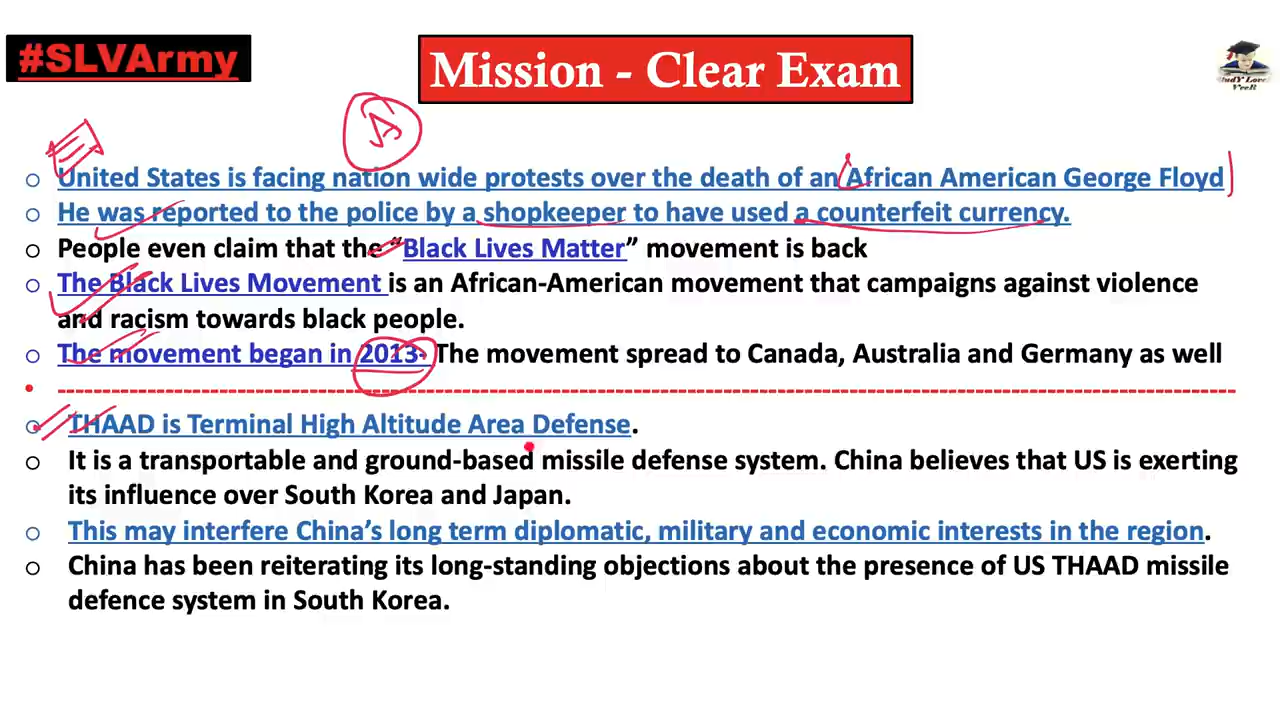 #SLVArmy
Mission - Clear Exam
StudY LoveR
VeeR
A
United States is facing nation wide protests over the death of an African American George Floyd
He was reported to the police by a shopkeeper to have used a counterfeit currency.
People even claim that the “Black Lives Matter” movement is back
The Black Lives Movement is an African-American movement that campaigns against violence
and racism towards black people.
The movement began in 2013- The movement spread to Canada, Australia and Germany as well
THAAD is Terminal High Altitude Area Defense.
It is a transportable and ground-based missile defense system. China believes that US is exerting
its influence over South Korea and Japan.
This may interfere China’s long term diplomatic, military and economic interests in the region.
China has been reiterating its long-standing objections about the presence of US THAAD missile
defence system in South Korea.